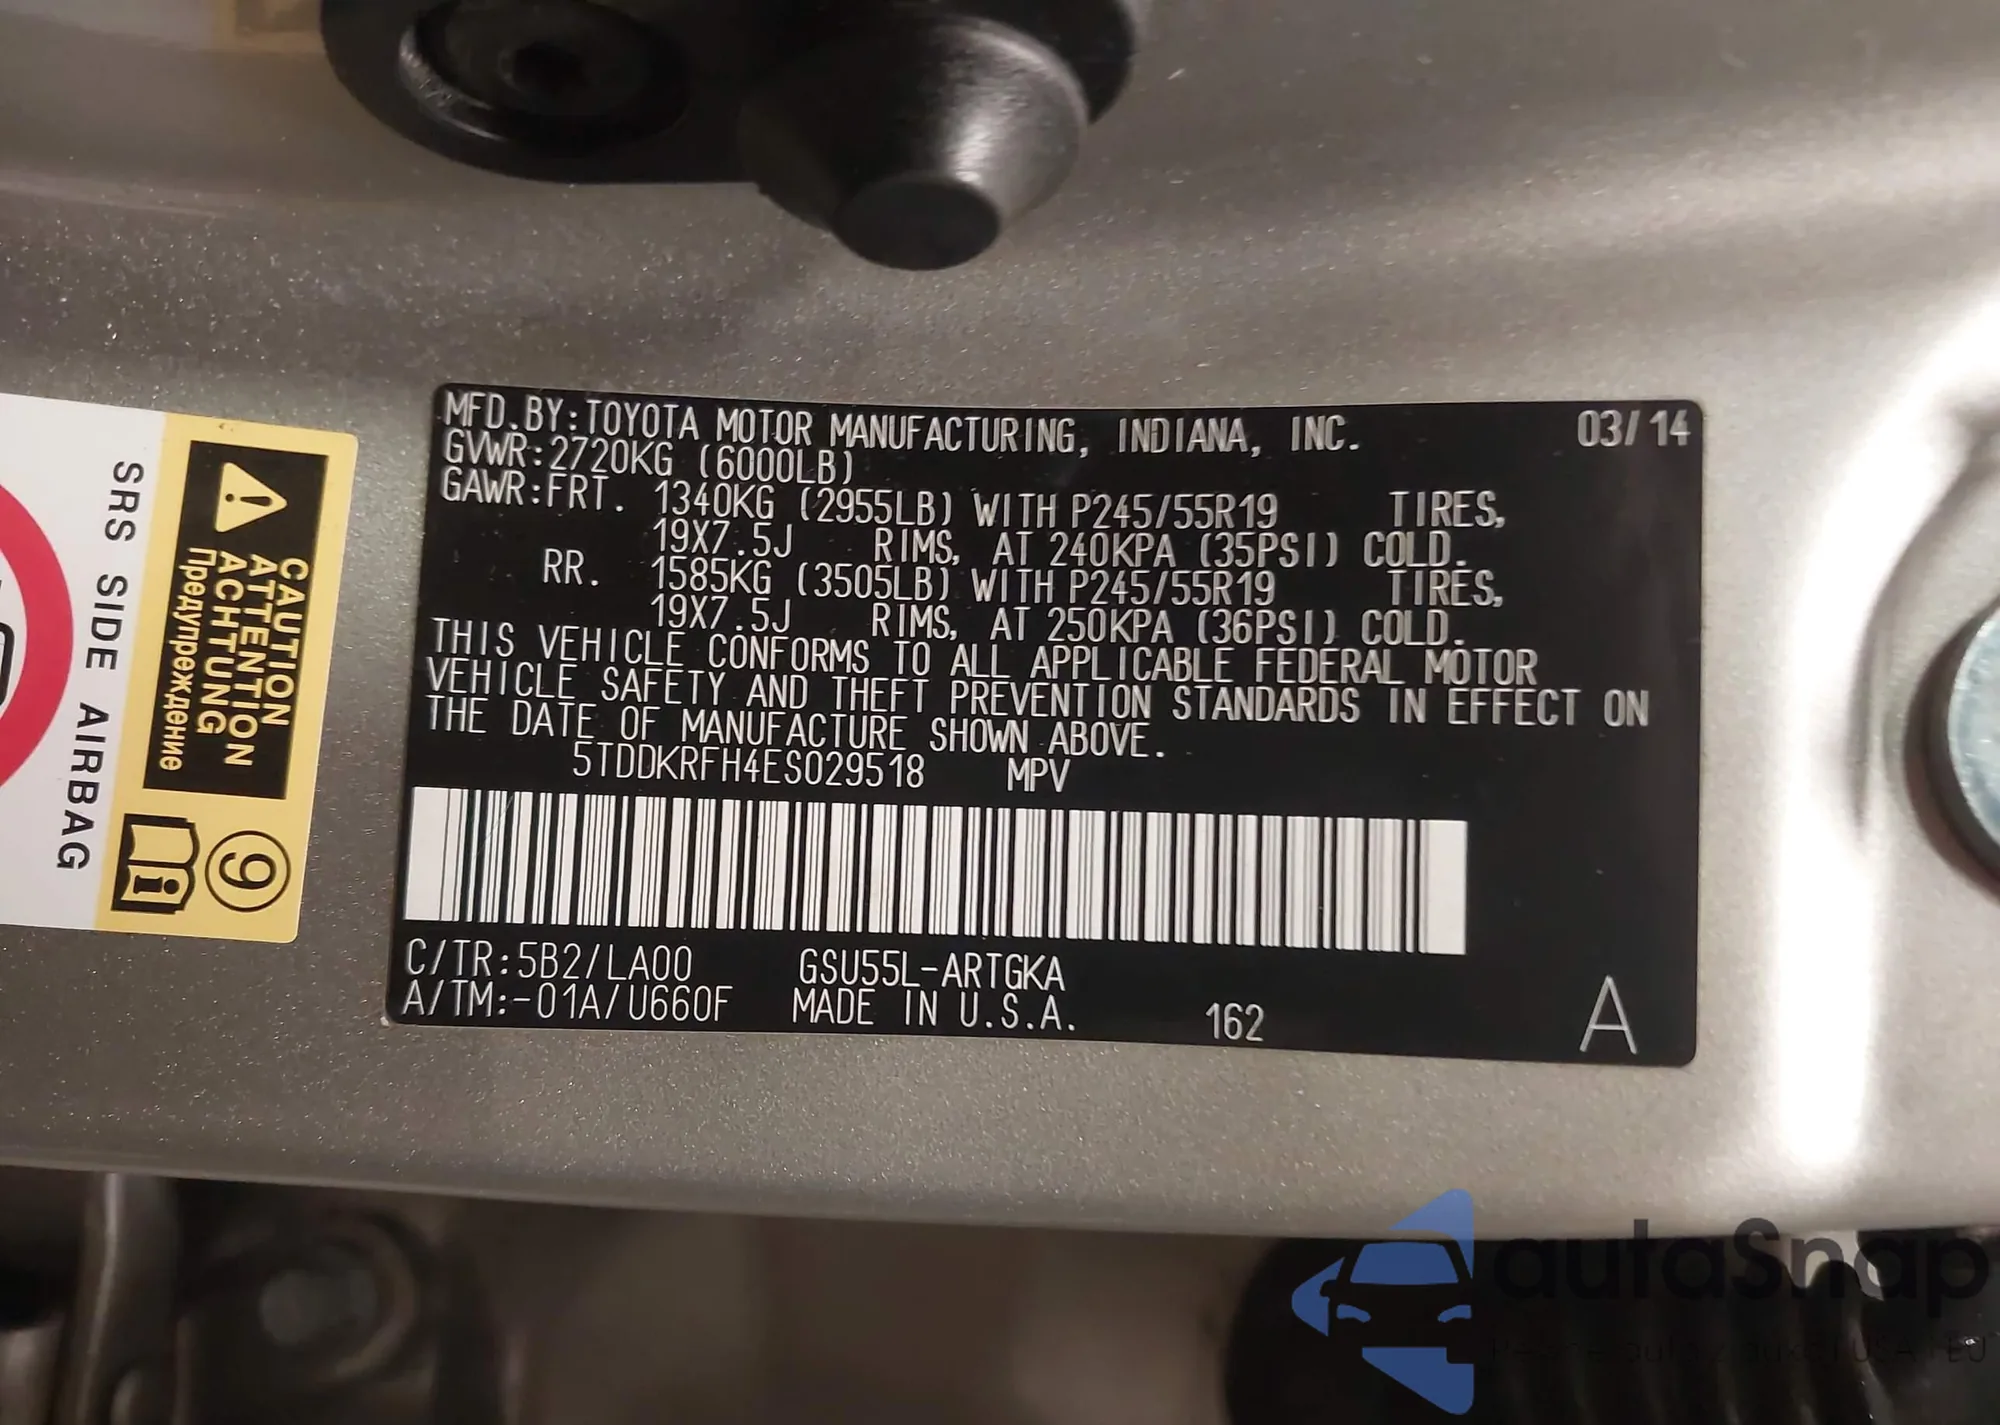 MFD.BY:TOYOTA MOTOR MANUFACTURING, INDIANA, INC. 03/14
GVWR:2720KG (6000LB)
GAWR:FRT. 1340KG (2955LB) WITH P245/55R19 TIRES,
19X7.5J RIMS, AT 240KPA (35PSI) COLD.
RR. 1585KG (3505LB) WITH P245/55R19 TIRES,
19X7.5J RIMS, AT 250KPA (36PSI) COLD.
THIS VEHICLE CONFORMS TO ALL APPLICABLE FEDERAL MOTOR
VEHICLE SAFETY AND THEFT PREVENTION STANDARDS IN EFFECT ON
THE DATE OF MANUFACTURE SHOWN ABOVE.
5TDDKRFH4ES029518 MPV
C/TR:5B2/LA00 GSU55L-ARTGKA
A/TM:-01A/U660F MADE IN U.S.A. 162 A
CAUTION
ATTENTION
ACHTUNG
Предупреждение
9
SRS SIDE AIRBAG
autaSnap